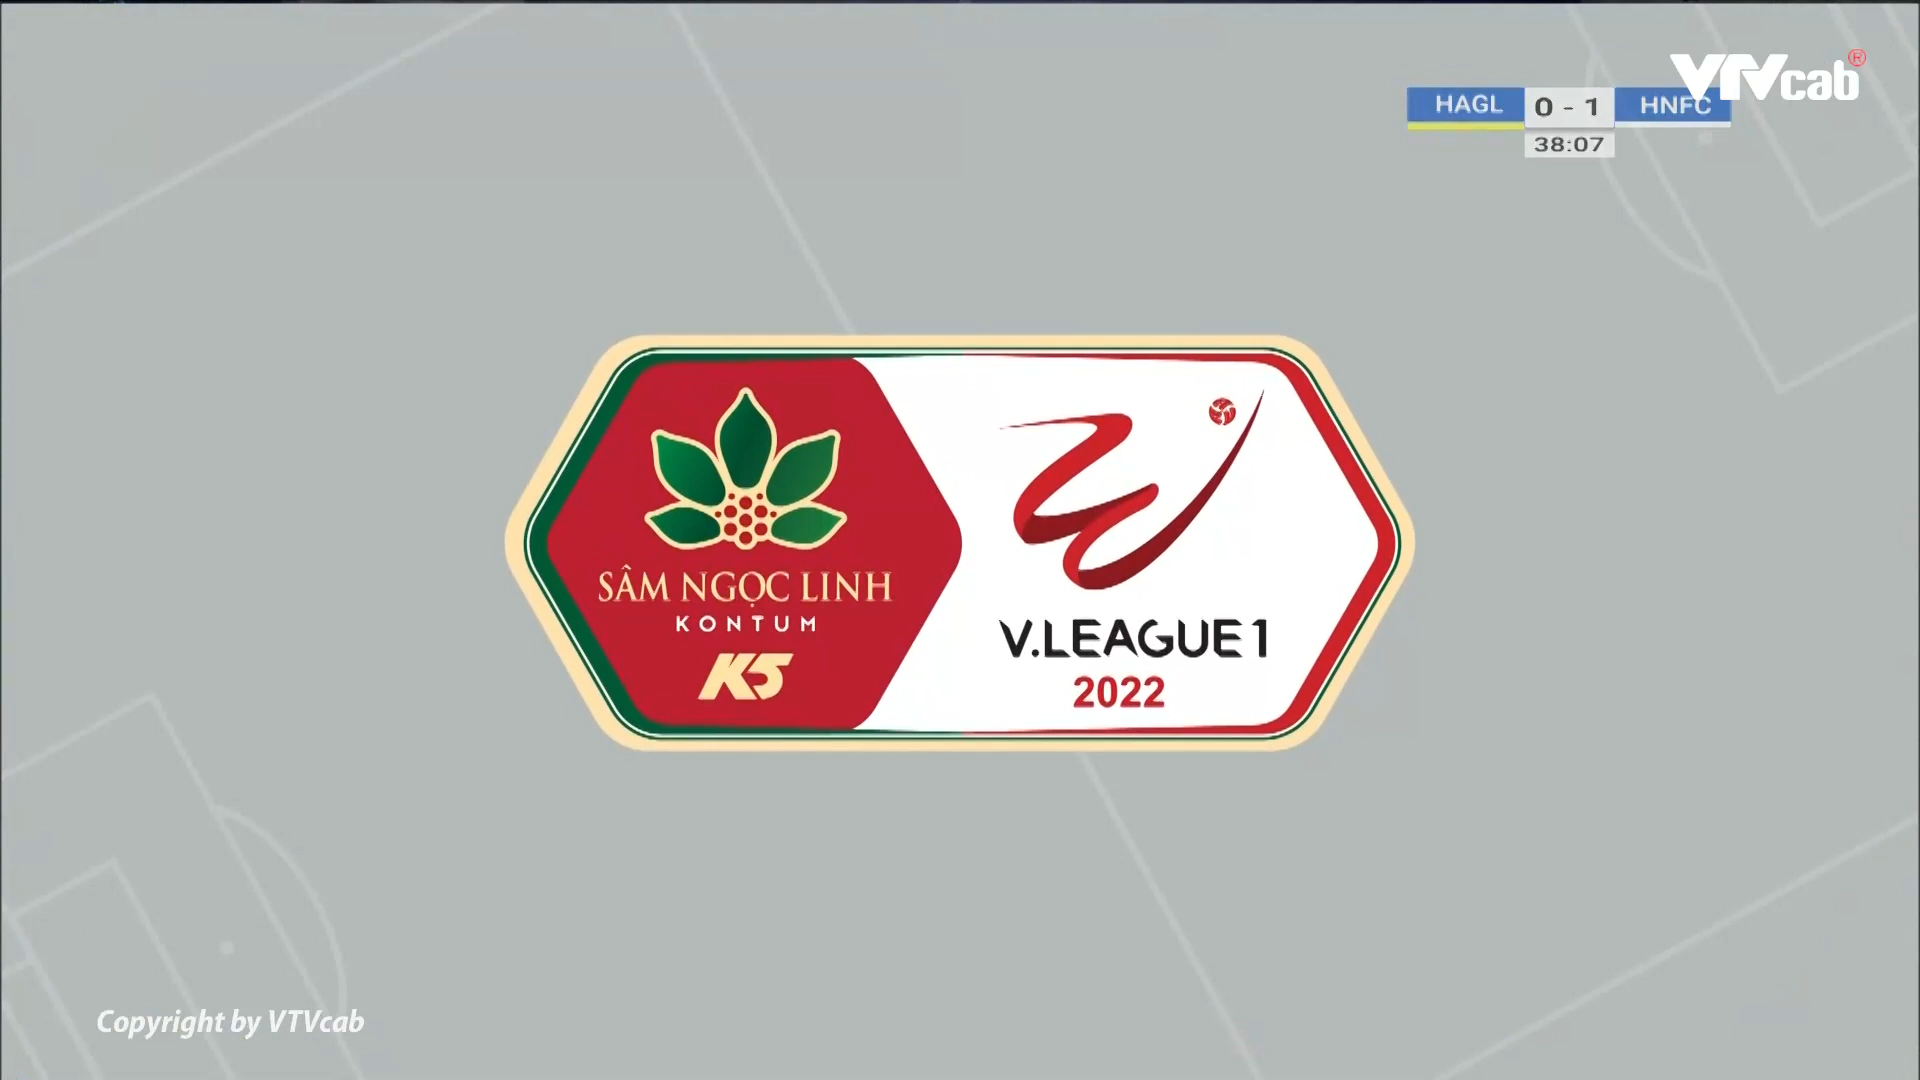 VTVcab®
HAGL 0 - 1 HNFC
38:07
SÂM NGỌC LINH
KONTUM
K5
V.LEAGUE 1
2022
Copyright by VTVcab